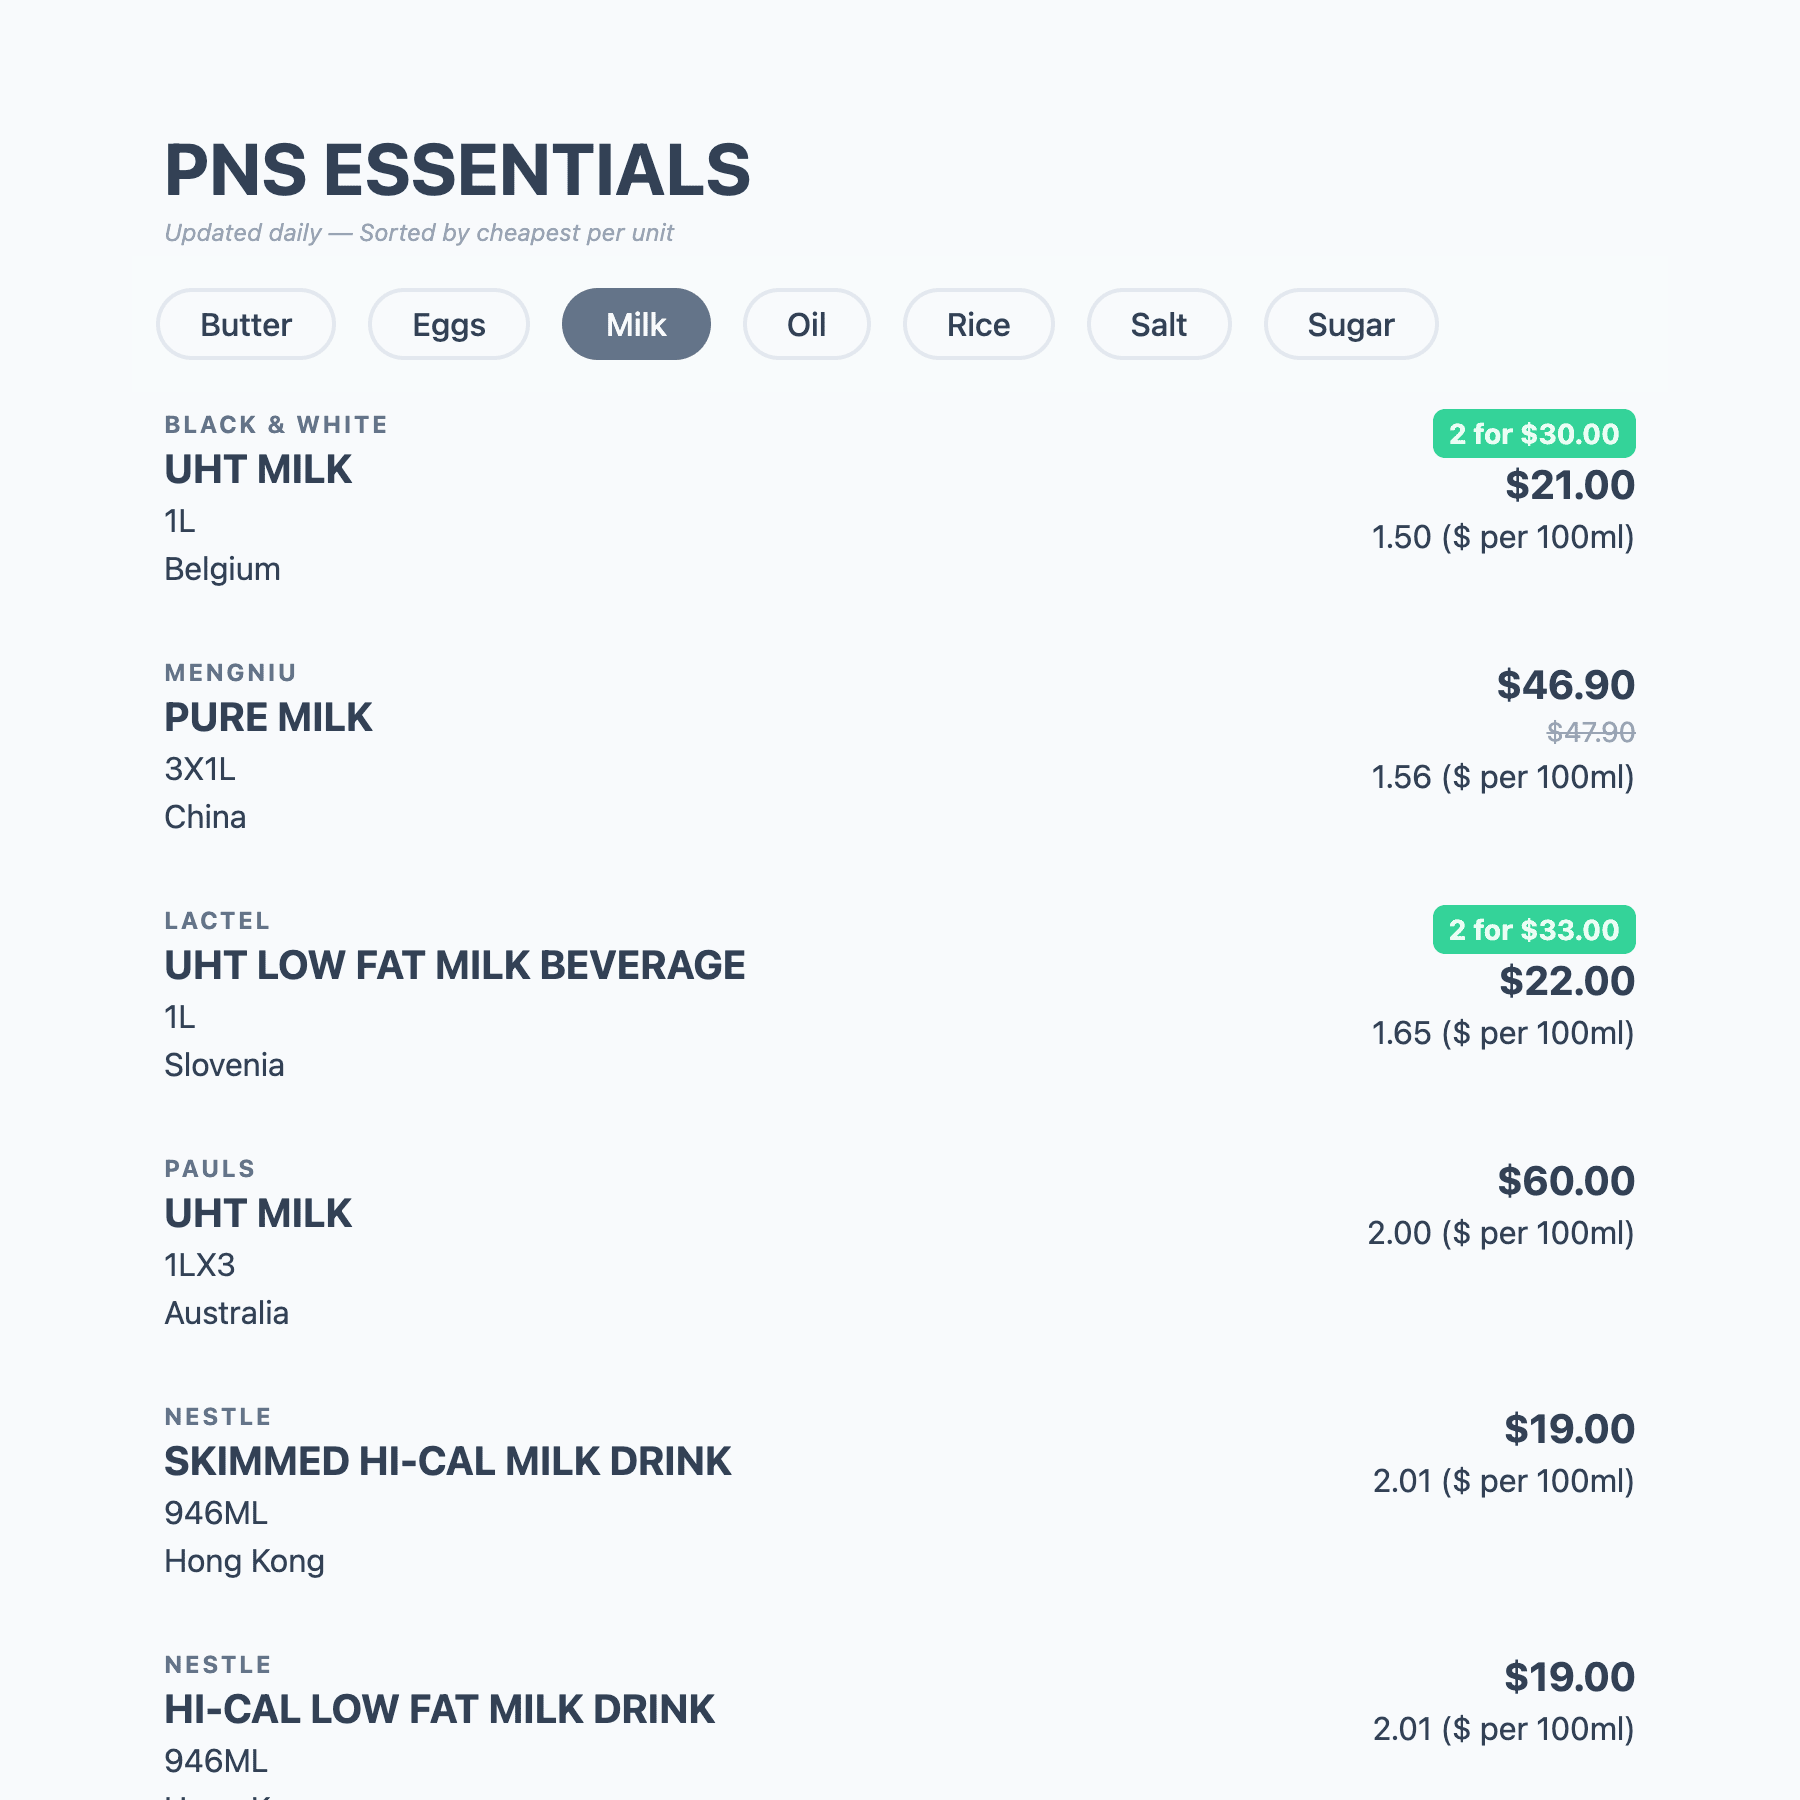 PNS ESSENTIALS
Updated daily — Sorted by cheapest per unit
Butter Eggs Milk Oil Rice Salt Sugar
BLACK & WHITE
UHT MILK
1L
Belgium
2 for $30.00
$21.00
1.50 ($ per 100ml)
MENGNIU
PURE MILK
3X1L
China
$46.90
$47.90
1.56 ($ per 100ml)
LACTEL
UHT LOW FAT MILK BEVERAGE
1L
Slovenia
2 for $33.00
$22.00
1.65 ($ per 100ml)
PAULS
UHT MILK
1LX3
Australia
$60.00
2.00 ($ per 100ml)
NESTLE
SKIMMED HI-CAL MILK DRINK
946ML
Hong Kong
$19.00
2.01 ($ per 100ml)
NESTLE
HI-CAL LOW FAT MILK DRINK
946ML
$19.00
2.01 ($ per 100ml)